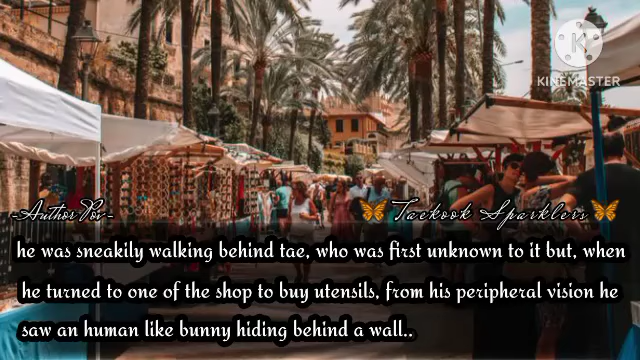 KINEMASTER
-Author Pov-
🦋Taekook Sparklers🦋
he was sneakily walking behind tae, who was first unknown to it but, when
he turned to one of the shop to buy utensils, from his peripheral vision he
saw an human like bunny hiding behind a wall..